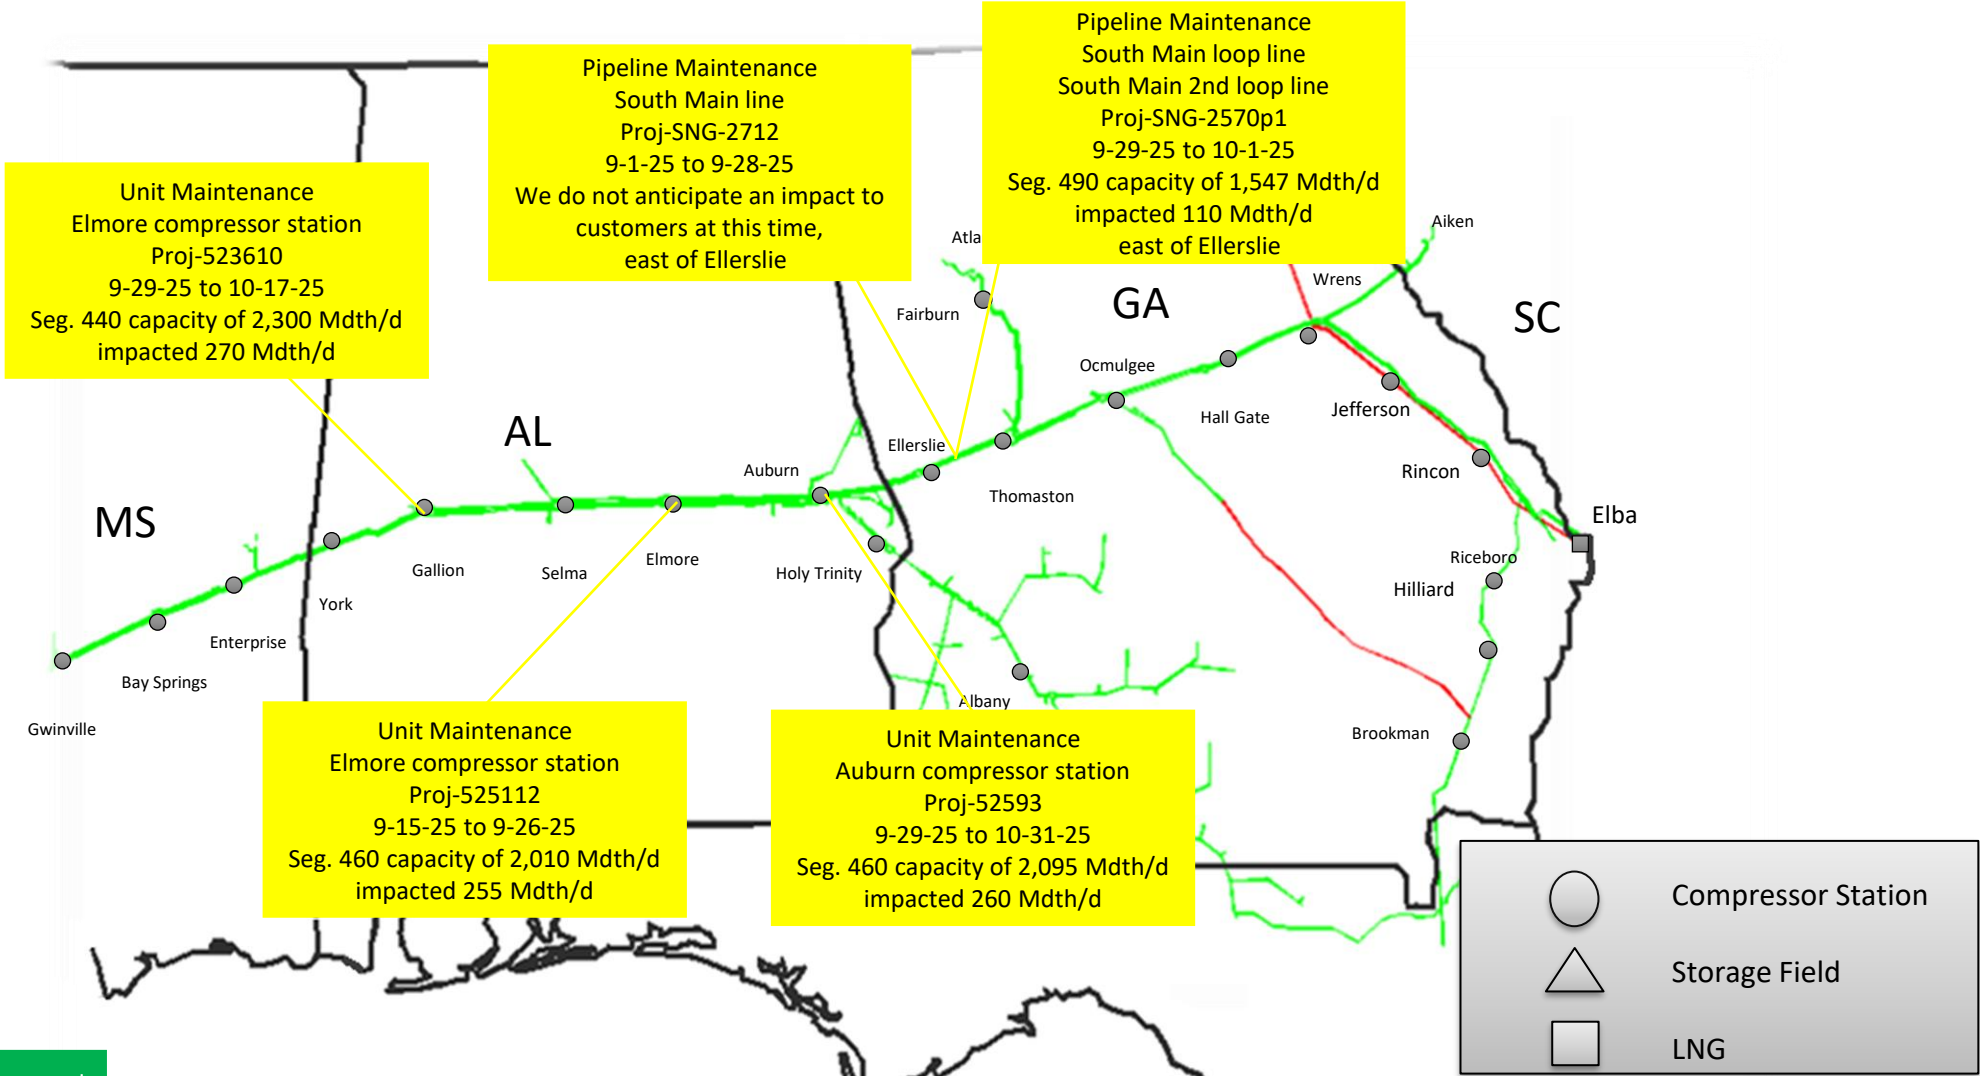 Pipeline Maintenance
South Main loop line
South Main 2nd loop line
Proj-SNG-2570p1
9-29-25 to 10-1-25
Seg. 490 capacity of 1,547 Mdth/d
impacted 110 Mdth/d
east of Ellerslie
Pipeline Maintenance
South Main line
Proj-SNG-2712
9-1-25 to 9-28-25
We do not anticipate an impact to
customers at this time,
east of Ellerslie
Unit Maintenance
Elmore compressor station
Proj-523610
9-29-25 to 10-17-25
Seg. 440 capacity of 2,300 Mdth/d
impacted 270 Mdth/d
Aiken
Wrens
Fairburn
GA
SC
Ocmulgee
Hall Gate
Jefferson
AL
Ellerslie
Auburn
Rincon
Thomaston
MS
Elba
Riceboro
Hilliard
Gallion
Selma
Elmore
Holy Trinity
York
Enterprise
Bay Springs
Gwinville
Albany
Brookman
Unit Maintenance
Elmore compressor station
Proj-525112
9-15-25 to 9-26-25
Seg. 460 capacity of 2,010 Mdth/d
impacted 255 Mdth/d
Unit Maintenance
Auburn compressor station
Proj-52593
9-29-25 to 10-31-25
Seg. 460 capacity of 2,095 Mdth/d
impacted 260 Mdth/d
Compressor Station
Storage Field
LNG